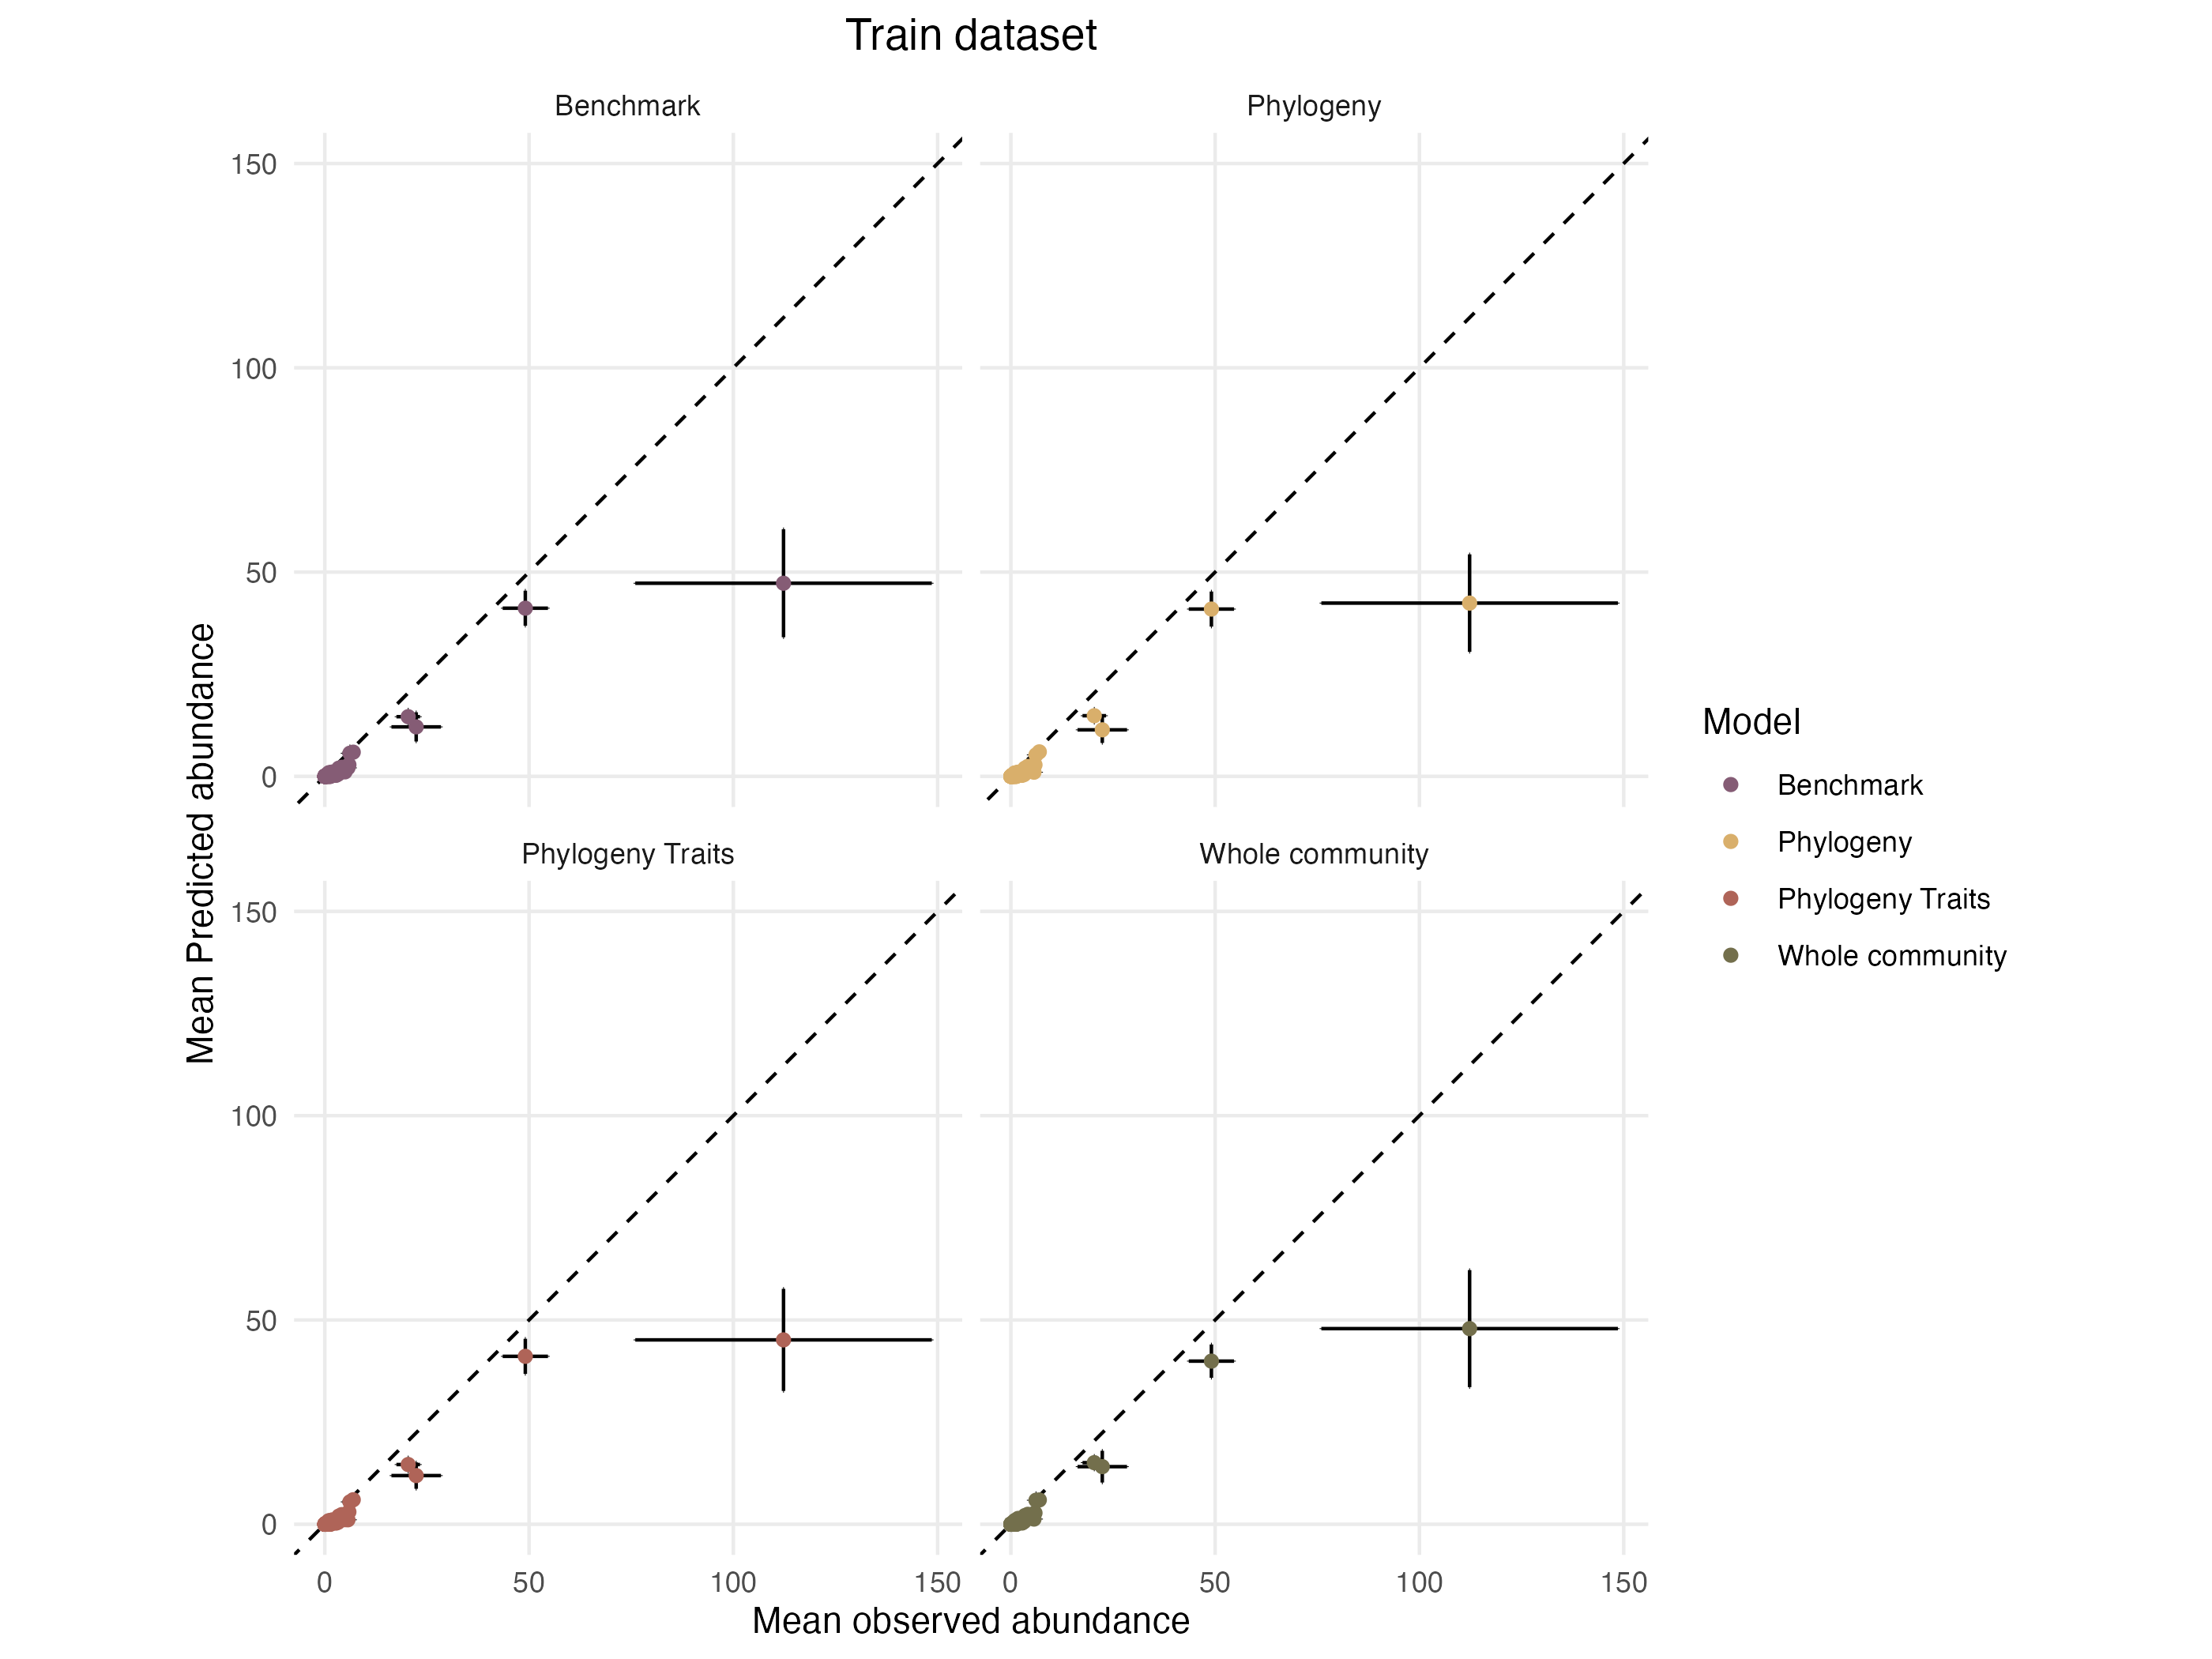 Train dataset
Benchmark
Phylogeny
150
100
50
0
Mean Predicted abundance
Phylogeny Traits
Whole community
150
100
50
0
0
50
100
150
0
50
100
150
Mean observed abundance
Model
Benchmark
Phylogeny
Phylogeny Traits
Whole community